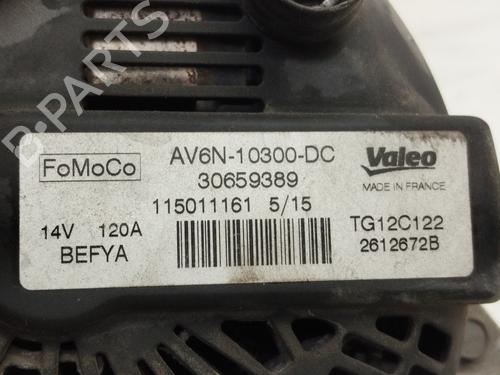 B-PARTS
FoMoCo
AV6N-10300-DC
30659389
Valeo
MADE IN FRANCE
115011161 5/15
14V 120A
BEFYA
TG12C122
2612672B